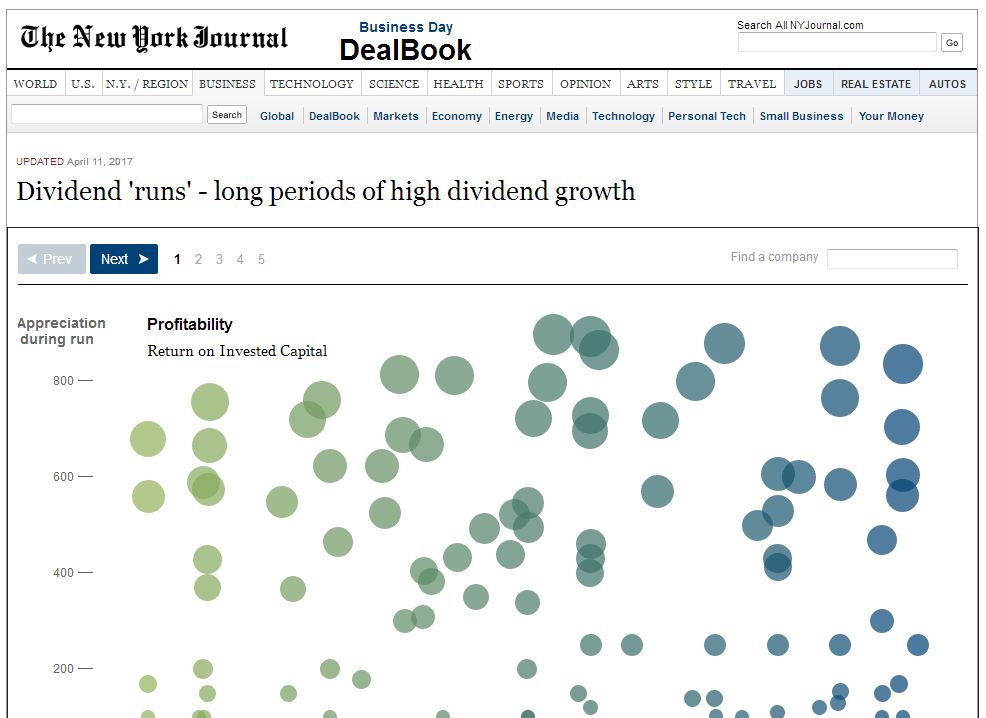 The New York Journal
Business Day
DealBook
Search All NYJournal.com
Go
WORLD U.S. N.Y. / REGION BUSINESS TECHNOLOGY SCIENCE HEALTH SPORTS OPINION ARTS STYLE TRAVEL JOBS REAL ESTATE AUTOS
Search Global DealBook Markets Economy Energy Media Technology Personal Tech Small Business Your Money
UPDATED April 11, 2017
Dividend 'runs' - long periods of high dividend growth
Prev Next 1 2 3 4 5 Find a company
Appreciation
during run
Profitability
Return on Invested Capital
800
600
400
200